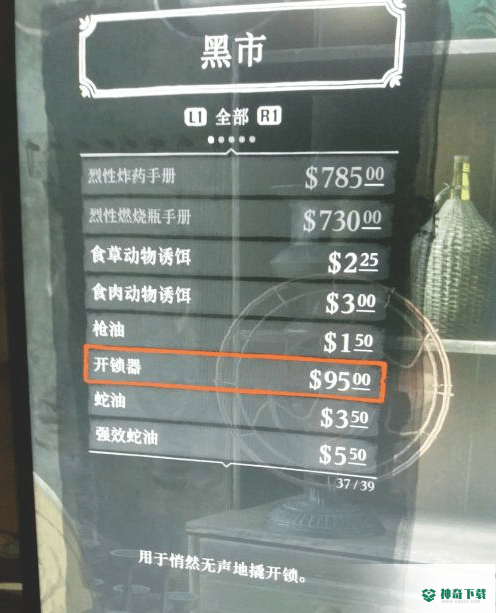 黑市
L1 全部 R1
烈性炸药手册 $78500
烈性燃烧瓶手册 $73000
食草动物诱饵 $225
食肉动物诱饵 $300
枪油 $150
开锁器 $9500
蛇油 $350
强效蛇油 $550
37/39
用于悄然无声地撬开锁。
神奇下载